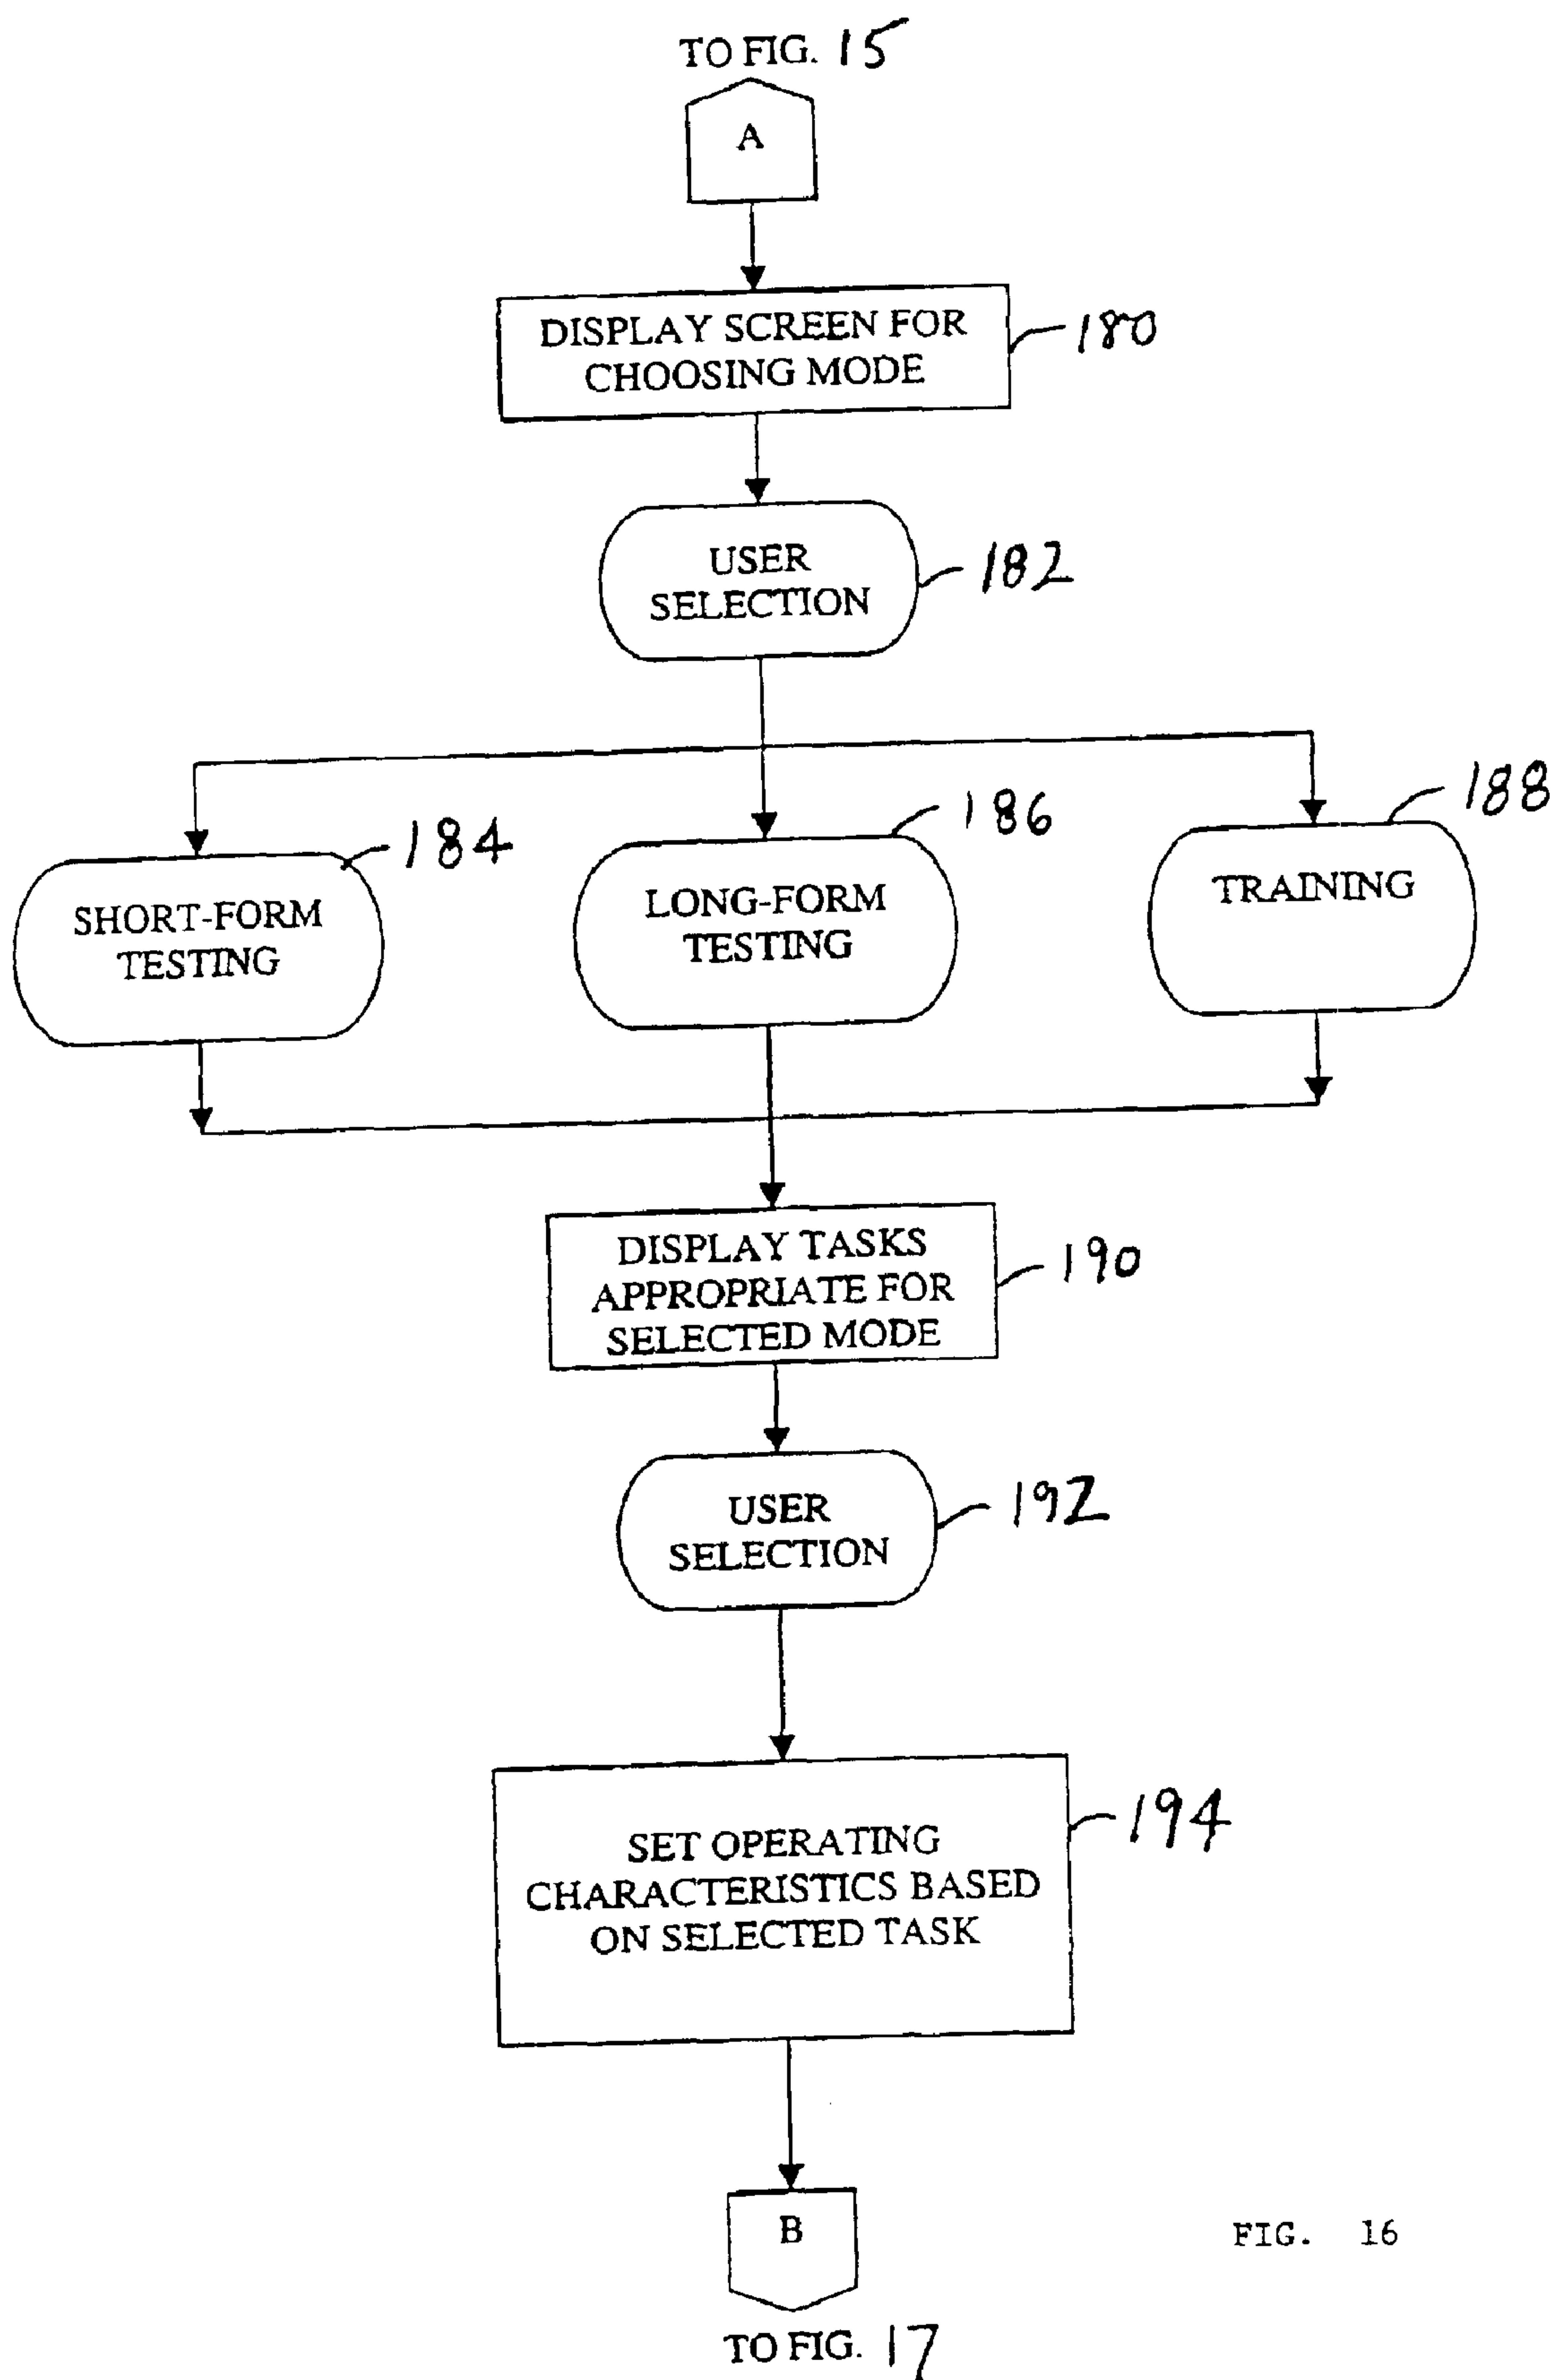 TO FIG. 15
A
DISPLAY SCREEN FOR
CHOOSING MODE
180
USER
SELECTION
182
184
186
188
SHORT-FORM
TESTING
LONG-FORM
TESTING
TRAINING
DISPLAY TASKS
APPROPRIATE FOR
SELECTED MODE
190
USER
SELECTION
192
SET OPERATING
CHARACTERISTICS BASED
ON SELECTED TASK
194
B
FIG. 16
TO FIG. 17